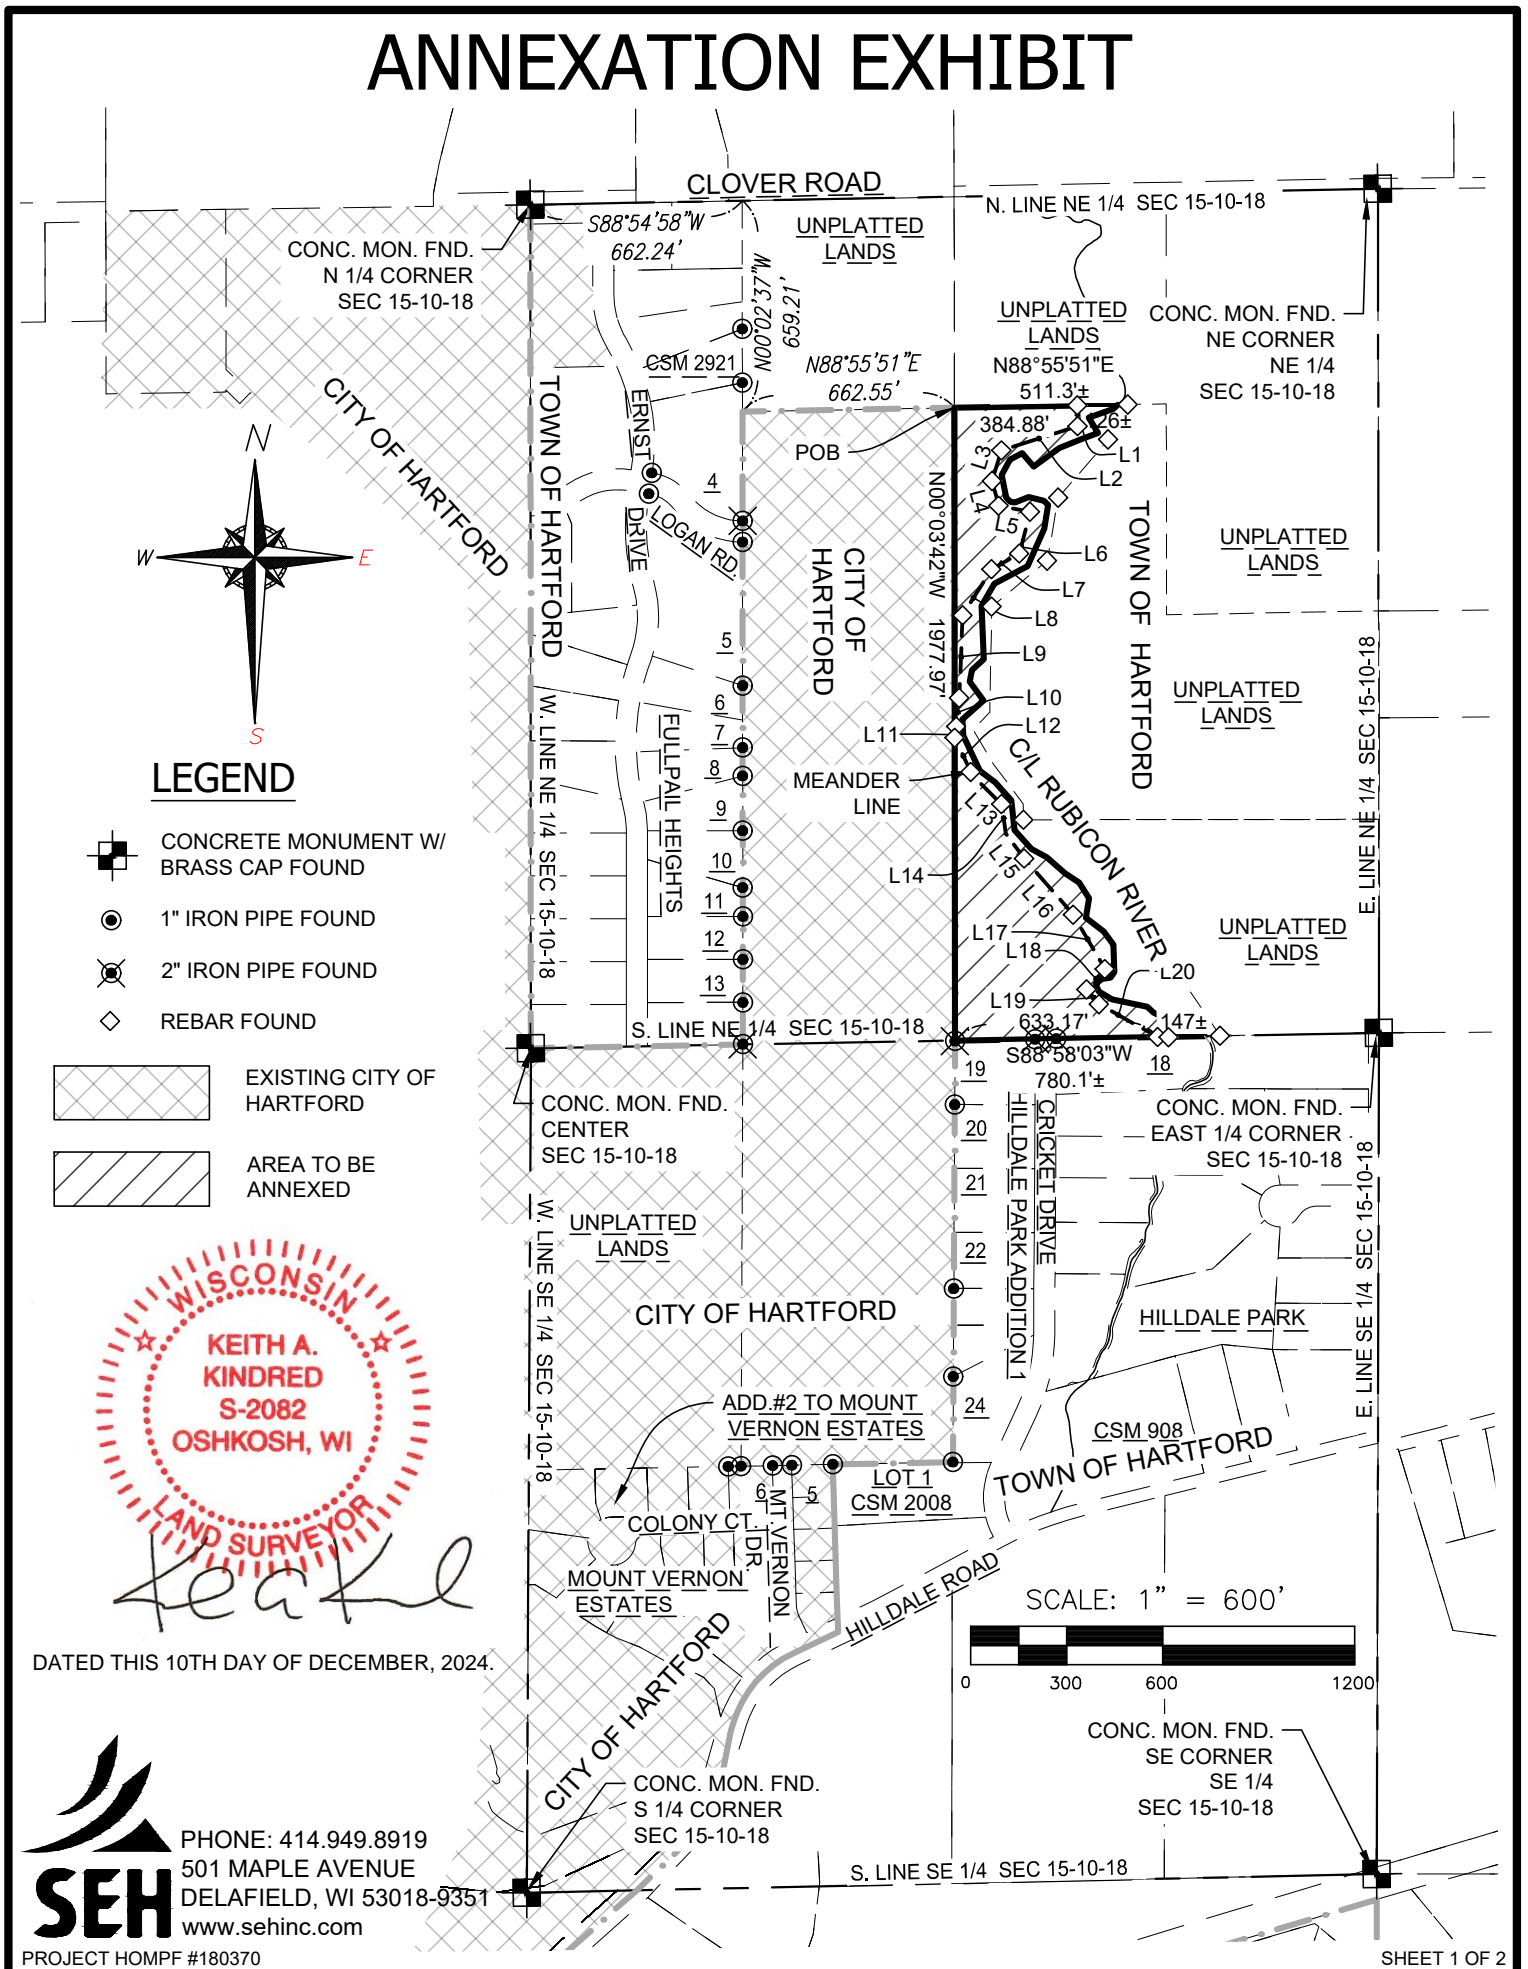 ANNEXATION EXHIBIT
CLOVER ROAD
N. LINE NE 1/4  SEC 15-10-18
S88°54'58"W
662.24'
UNPLATTED
LANDS
CONC. MON. FND.
N 1/4 CORNER
SEC 15-10-18
N00°02'37"W
659.21'
UNPLATTED
LANDS
CONC. MON. FND.
NE CORNER
NE 1/4
SEC 15-10-18
CSM 2921
N88°55'51"E
662.55'
N88°55'51"E
511.3'±
384.88'
26±
POB
CITY OF HARTFORD
TOWN OF HARTFORD
ERNST
DRIVE
LOGAN RD.
4
5
6
7
8
9
10
11
12
13
FULLPAIL HEIGHTS
W. LINE NE 1/4  SEC 15-10-18
CITY OF
HARTFORD
N00°03'42"W  1977.97'
L1
L2
L3
L4
L5
L6
L7
L8
L9
L10
L11
L12
MEANDER
LINE
L13
L14
L15
L16
L17
L18
L19
L20
C/L RUBICON RIVER
TOWN OF HARTFORD
UNPLATTED
LANDS
UNPLATTED
LANDS
UNPLATTED
LANDS
E. LINE NE 1/4  SEC 15-10-18
N
W
E
S
LEGEND
CONCRETE MONUMENT W/
BRASS CAP FOUND
1" IRON PIPE FOUND
2" IRON PIPE FOUND
REBAR FOUND
EXISTING CITY OF
HARTFORD
AREA TO BE
ANNEXED
S. LINE NE 1/4  SEC 15-10-18
633.17'
147±
S88°58'03"W
780.1'±
18
19
20
21
22
24
CONC. MON. FND.
CENTER
SEC 15-10-18
CONC. MON. FND.
EAST 1/4 CORNER
SEC 15-10-18
CRICKET DRIVE
HILLDALE PARK ADDITION 1
W. LINE SE 1/4  SEC 15-10-18
E. LINE SE 1/4  SEC 15-10-18
UNPLATTED
LANDS
CITY OF HARTFORD
HILLDALE PARK
ADD.#2 TO MOUNT
VERNON ESTATES
CSM 908
TOWN OF HARTFORD
LOT 1
CSM 2008
6
5
COLONY CT.
MT VERNON
DR.
MOUNT VERNON
ESTATES
HILLDALE ROAD
CITY OF HARTFORD
SCALE: 1" = 600'
0
300
600
1200
WISCONSIN
KEITH A.
KINDRED
S-2082
OSHKOSH, WI
LAND SURVEYOR
DATED THIS 10TH DAY OF DECEMBER, 2024.
CONC. MON. FND.
SE CORNER
SE 1/4
SEC 15-10-18
CONC. MON. FND.
S 1/4 CORNER
SEC 15-10-18
S. LINE SE 1/4  SEC 15-10-18
SEH
PHONE: 414.949.8919
501 MAPLE AVENUE
DELAFIELD, WI 53018-9351
www.sehinc.com
PROJECT HOMPF #180370
SHEET 1 OF 2